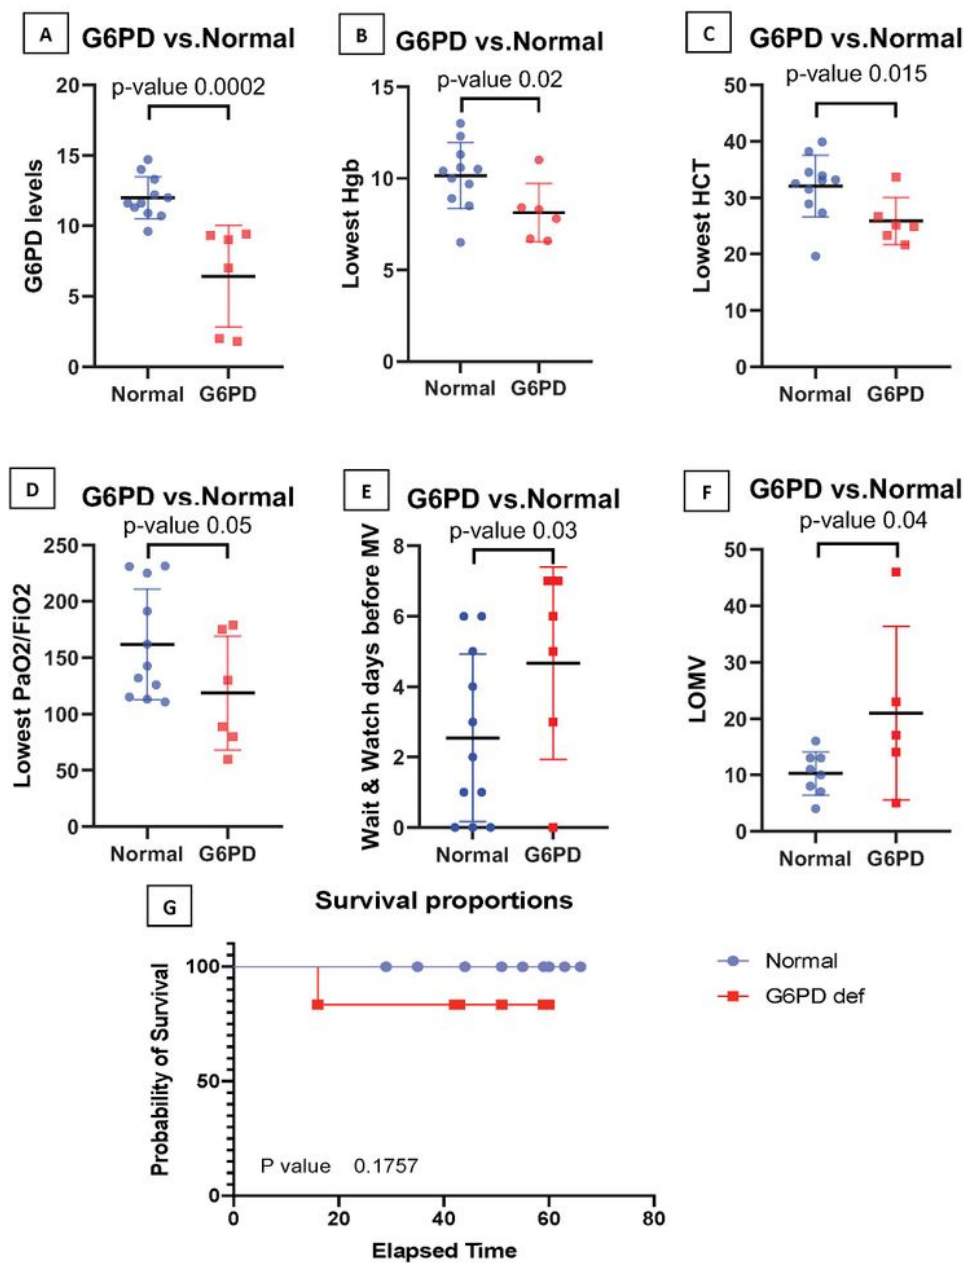 A
G6PD vs.Normal
p-value 0.0002
G6PD levels
20
15
10
5
0
Normal G6PD
B
G6PD vs.Normal
p-value 0.02
Lowest Hgb
15
10
5
0
Normal G6PD
C
G6PD vs.Normal
p-value 0.015
Lowest HCT
50
40
30
20
10
0
Normal G6PD
D
G6PD vs.Normal
p-value 0.05
Lowest PaO2/FiO2
250
200
150
100
50
0
Normal G6PD
E
G6PD vs.Normal
p-value 0.03
Wait & Watch days before MV
8
6
4
2
0
Normal G6PD
F
G6PD vs.Normal
p-value 0.04
LOMV
50
40
30
20
10
0
Normal G6PD
G
Survival proportions
Probability of Survival
100
50
0
P value 0.1757
0 20 40 60 80
Elapsed Time
Normal
G6PD def